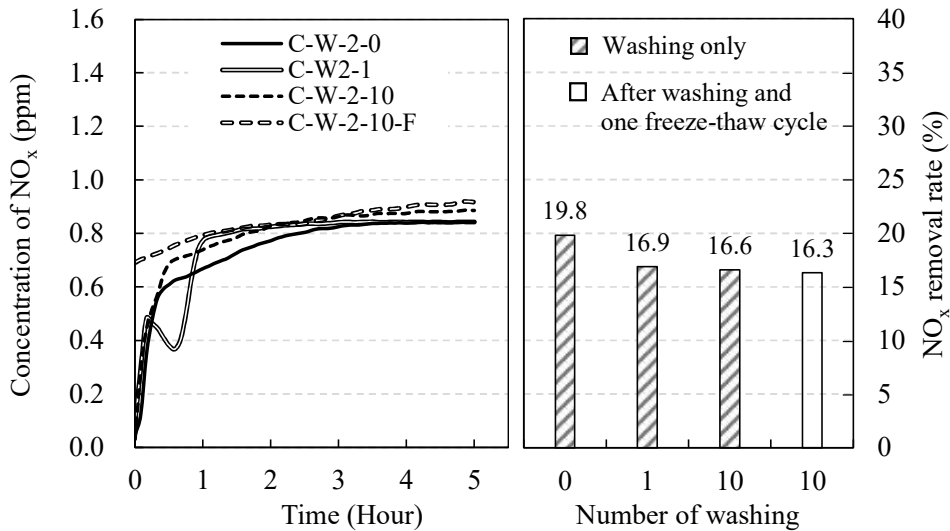 Concentration of NOx (ppm)
1.6
1.4
1.2
1.0
0.8
0.6
0.4
0.2
0.0
C-W-2-0
C-W2-1
C-W-2-10
C-W-2-10-F
0
1
2
3
4
5
Time (Hour)
Washing only
After washing and
one freeze-thaw cycle
19.8
16.9
16.6
16.3
0
1
10
10
Number of washing
40
35
30
25
20
15
10
5
0
NOx removal rate (%)